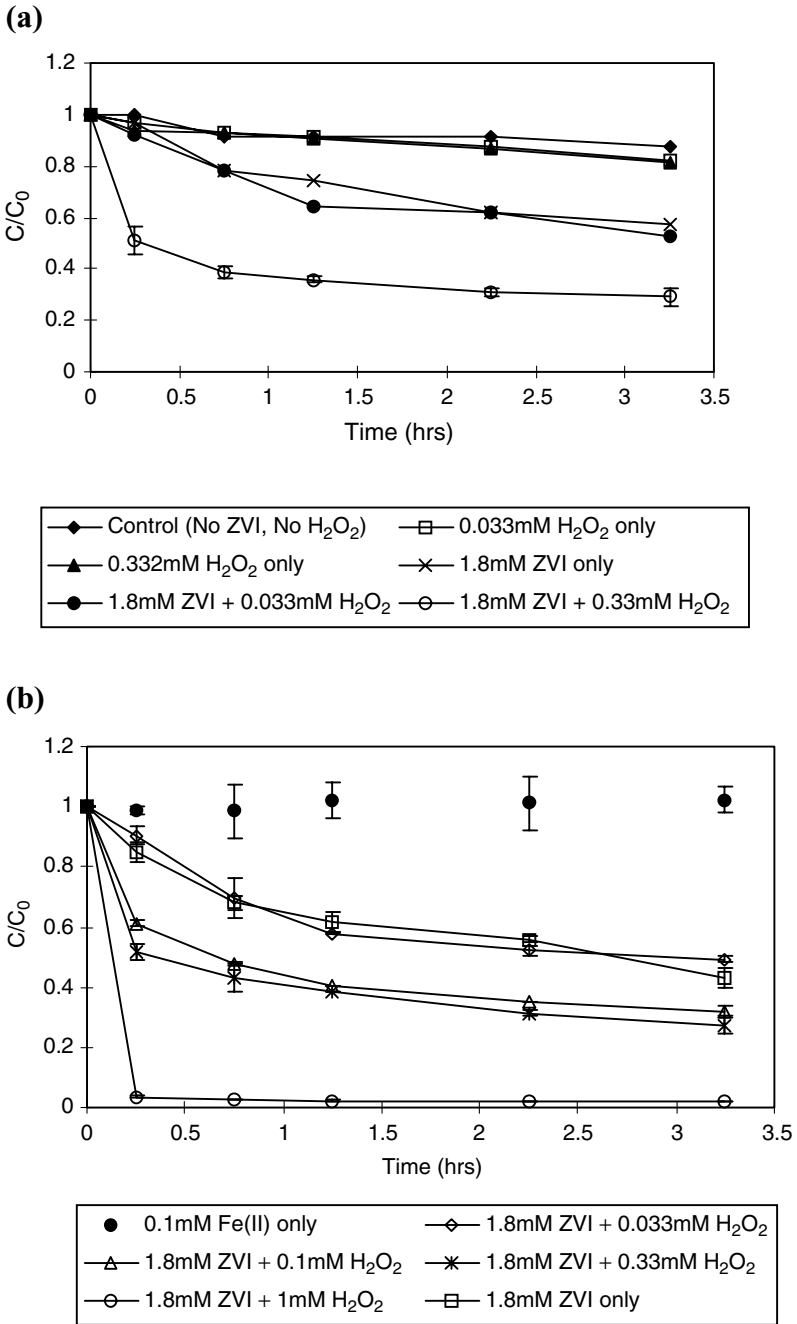 (a)
1.2
1
0.8
0.6
0.4
0.2
0
C/C₀
0 0.5 1 1.5 2 2.5 3 3.5
Time (hrs)
Control (No ZVI, No H₂O₂) 0.033mM H₂O₂ only
0.332mM H₂O₂ only 1.8mM ZVI only
1.8mM ZVI + 0.033mM H₂O₂ 1.8mM ZVI + 0.33mM H₂O₂
(b)
1.2
1
0.8
0.6
0.4
0.2
0
C/C₀
0 0.5 1 1.5 2 2.5 3 3.5
Time (hrs)
0.1mM Fe(II) only 1.8mM ZVI + 0.033mM H₂O₂
1.8mM ZVI + 0.1mM H₂O₂ 1.8mM ZVI + 0.33mM H₂O₂
1.8mM ZVI + 1mM H₂O₂ 1.8mM ZVI only